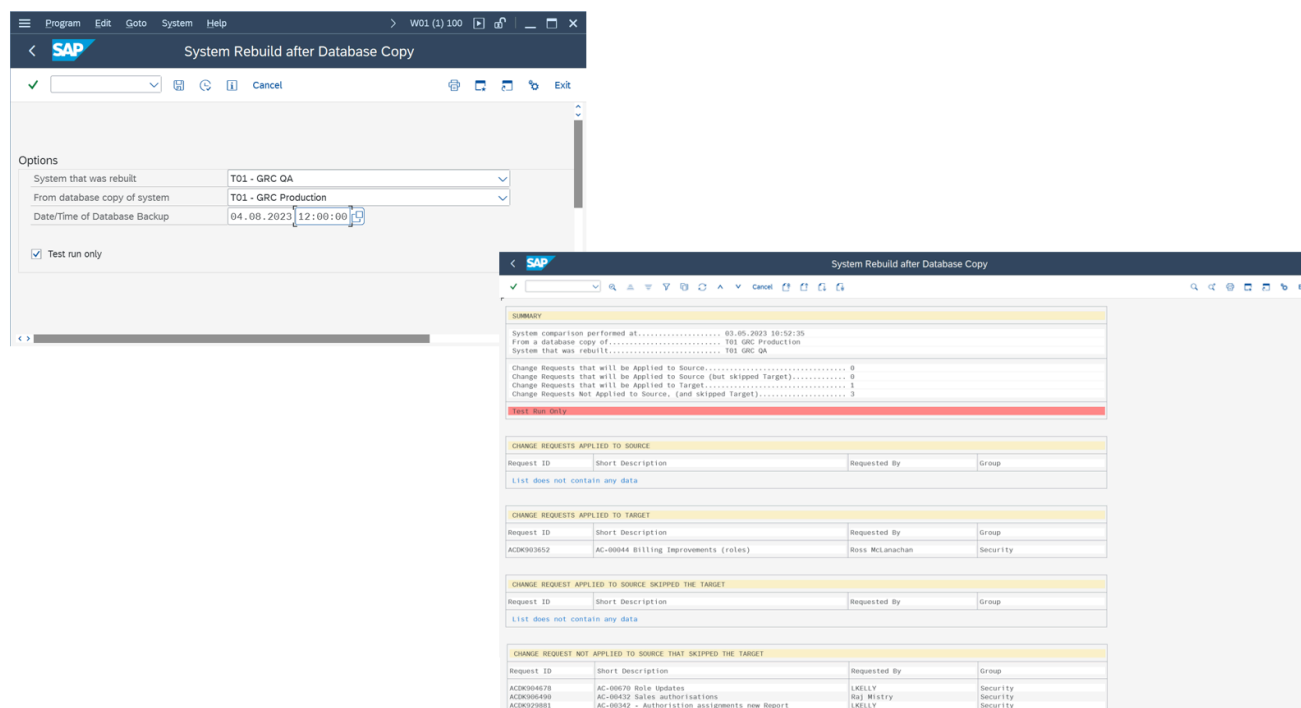 Program Edit Goto System Help W01 (1) 100
SAP System Rebuild after Database Copy
Cancel Exit
Options
System that was rebuilt T01 - GRC QA
From database copy of system T01 - GRC Production
Date/Time of Database Backup 04.08.2023 12:00:00
Test run only
SAP System Rebuild after Database Copy
Cancel
SUMMARY
System comparison performed at.................... 03.05.2023 10:52:35
From a database copy of........................... T01 GRC Production
System that was rebuilt........................... T01 GRC QA
Change Requests that will be Applied to Source.................................. 0
Change Requests that will be Applied to Source (but skipped Target)............. 0
Change Requests that will be Applied to Target.................................. 1
Change Requests Not Applied to Source, (and skipped Target)..................... 3
Test Run Only
CHANGE REQUESTS APPLIED TO SOURCE
Request ID Short Description Requested By Group
List does not contain any data
CHANGE REQUESTS APPLIED TO TARGET
Request ID Short Description Requested By Group
ACDK903652 AC-00044 Billing Improvements (roles) Ross McLanachan Security
CHANGE REQUEST APPLIED TO SOURCE SKIPPED THE TARGET
Request ID Short Description Requested By Group
List does not contain any data
CHANGE REQUEST NOT APPLIED TO SOURCE THAT SKIPPED THE TARGET
Request ID Short Description Requested By Group
ACDK904678 AC-00670 Role Updates LKELLY Security
ACDK906490 AC-00432 Sales authorisations Raj Mistry Security
ACDK929881 AC-00342 - Authoristion assignments new Report LKELLY Security